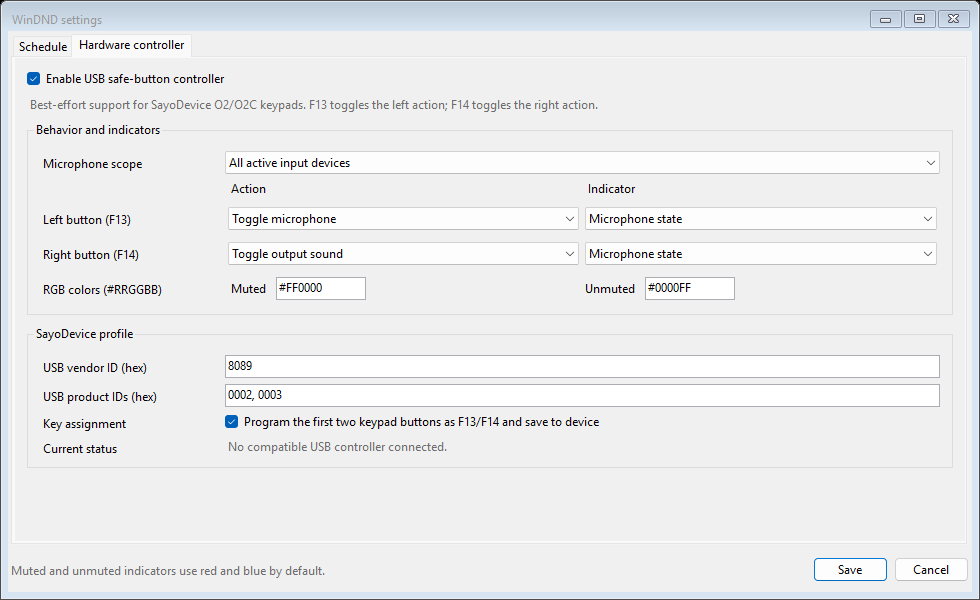 WinDND settings
Schedule Hardware controller
Enable USB safe-button controller
Best-effort support for SayoDevice O2/O2C keypads. F13 toggles the left action; F14 toggles the right action.
Behavior and indicators
Microphone scope All active input devices
Action Indicator
Left button (F13) Toggle microphone Microphone state
Right button (F14) Toggle output sound Microphone state
RGB colors (#RRGGBB) Muted #FF0000 Unmuted #0000FF
SayoDevice profile
USB vendor ID (hex) 8089
USB product IDs (hex) 0002, 0003
Key assignment Program the first two keypad buttons as F13/F14 and save to device
Current status No compatible USB controller connected.
Muted and unmuted indicators use red and blue by default. Save Cancel